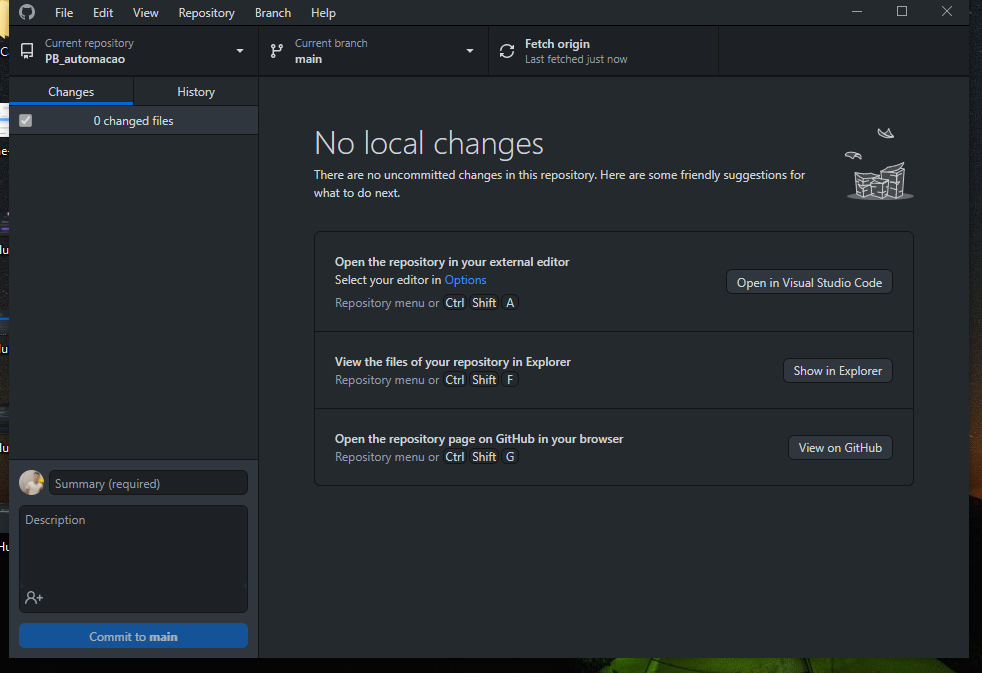 File Edit View Repository Branch Help
Current repository
PB_automacao
Current branch
main
Fetch origin
Last fetched just now
Changes History
0 changed files
No local changes
There are no uncommitted changes in this repository. Here are some friendly suggestions for
what to do next.
Open the repository in your external editor
Select your editor in Options
Repository menu or Ctrl Shift A
Open in Visual Studio Code
View the files of your repository in Explorer
Repository menu or Ctrl Shift F
Show in Explorer
Open the repository page on GitHub in your browser
Repository menu or Ctrl Shift G
View on GitHub
Summary (required)
Description
Commit to main